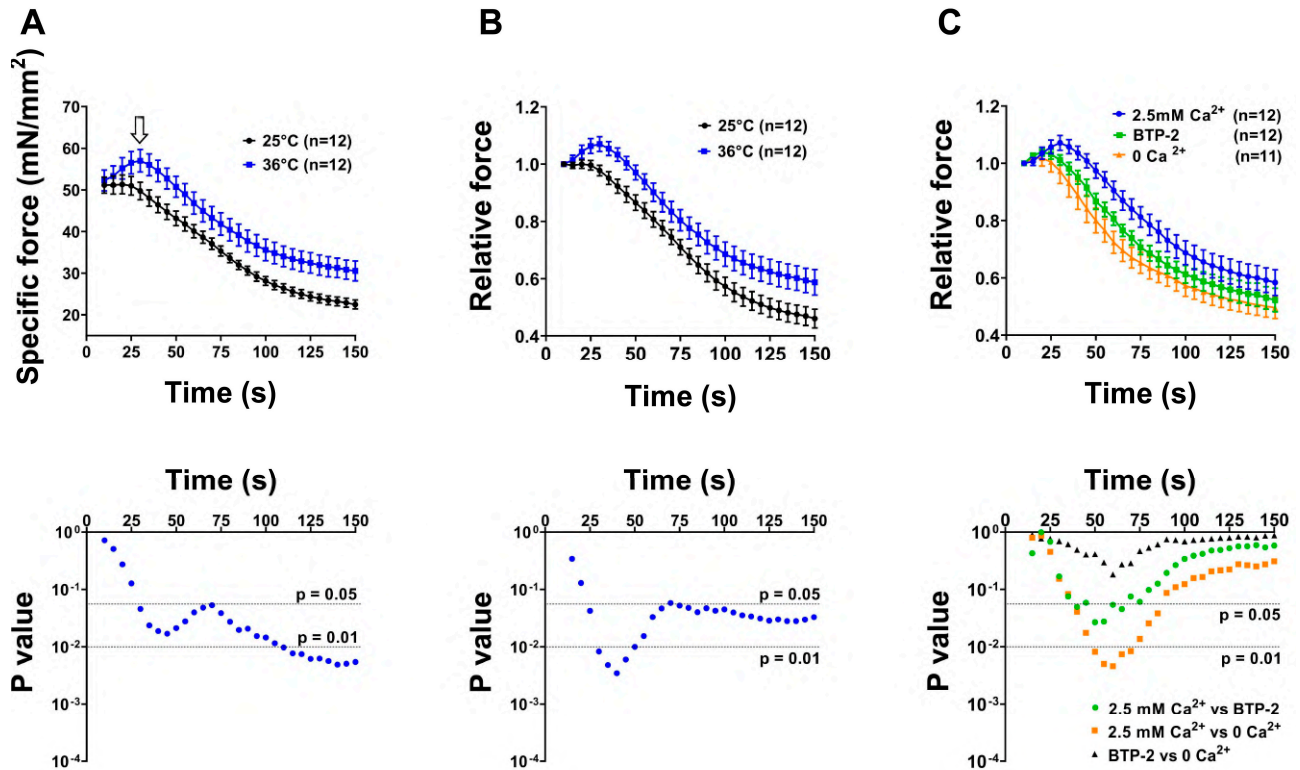 A
B
C
Specific force (mN/mm²)
70
60
50
40
30
20
25°C (n=12)
36°C (n=12)
0 25 50 75 100 125 150
Time (s)
Relative force
1.2
1.0
0.8
0.6
0.4
25°C (n=12)
36°C (n=12)
0 25 50 75 100 125 150
Time (s)
Relative force
1.2
1.0
0.8
0.6
0.4
2.5mM Ca²⁺ (n=12)
BTP-2 (n=12)
0 Ca²⁺ (n=11)
0 25 50 75 100 125 150
Time (s)
Time (s)
0 25 50 75 100 125 150
P value
10⁰
10⁻¹
10⁻²
10⁻³
10⁻⁴
p = 0.05
p = 0.01
Time (s)
0 25 50 75 100 125 150
P value
10⁰
10⁻¹
10⁻²
10⁻³
10⁻⁴
p = 0.05
p = 0.01
Time (s)
0 25 50 75 100 125 150
P value
10⁰
10⁻¹
10⁻²
10⁻³
10⁻⁴
p = 0.05
p = 0.01
2.5 mM Ca²⁺ vs BTP-2
2.5 mM Ca²⁺ vs 0 Ca²⁺
BTP-2 vs 0 Ca²⁺